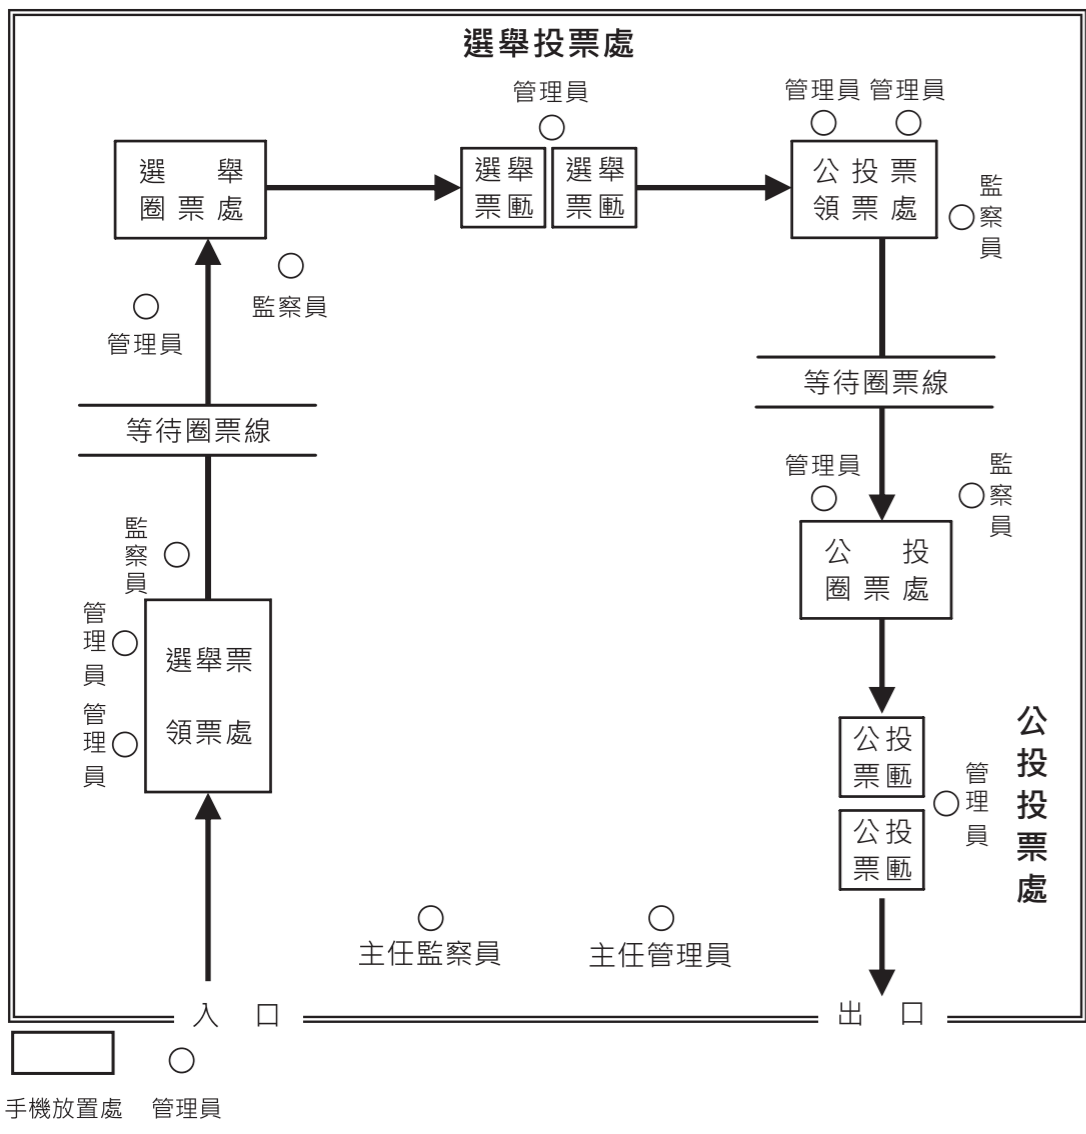 選舉投票處
管理員
管理員 管理員
選舉
圈票處
選舉
票匭
選舉
票匭
公投票
領票處
監察員
監察員
管理員
等待圈票線
等待圈票線
管理員
監察員
監察員
公投
圈票處
管理員
選舉票
領票處
管理員
公投
票匭
管理員
公投投票處
公投
票匭
主任監察員
主任管理員
入口
出口
手機放置處
管理員